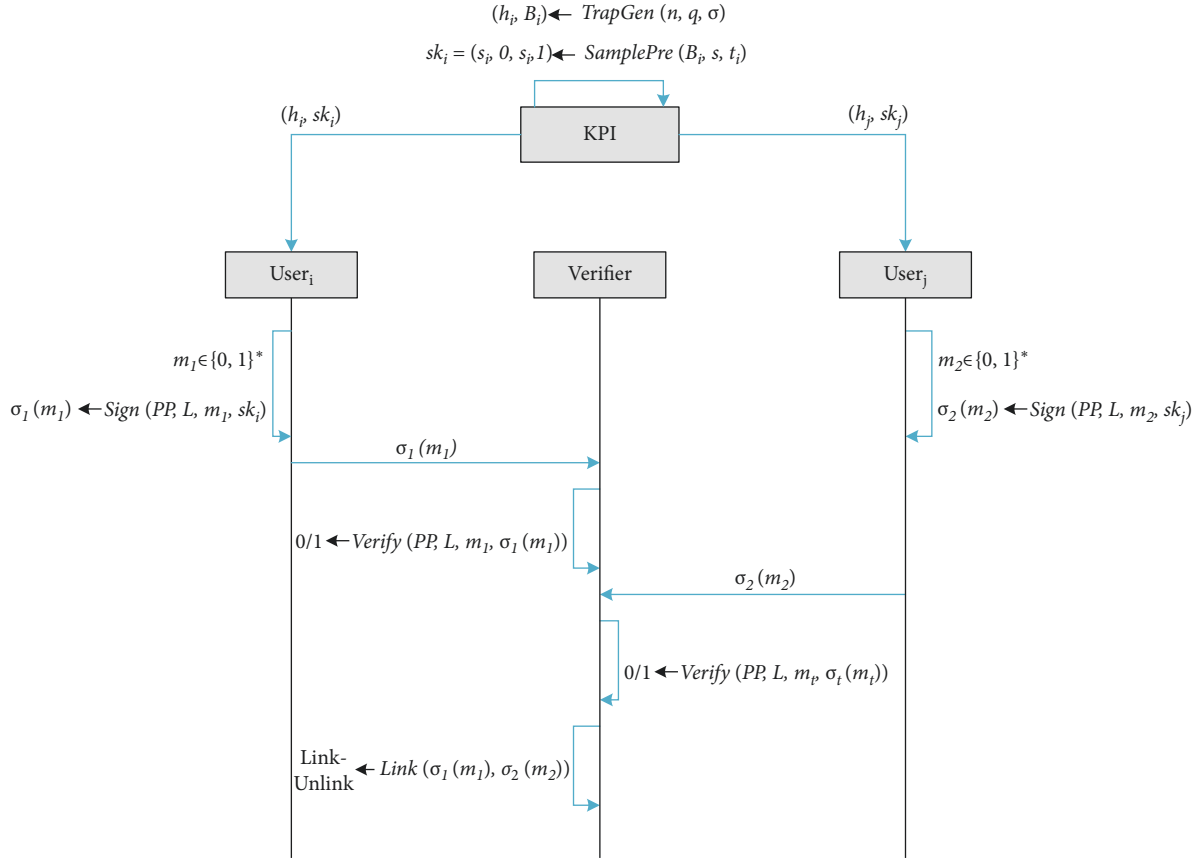 (h_i, B_i) ← TrapGen (n, q, σ)
sk_i = (s_i, 0, s_i, 1) ← SamplePre (B_i, s, t_i)
(h_i, sk_i)
(h_j, sk_j)
KPI
User_i
Verifier
User_j
m_1∈{0, 1}*
m_2∈{0, 1}*
σ_1 (m_1) ← Sign (PP, L, m_1, sk_i)
σ_2 (m_2) ← Sign (PP, L, m_2, sk_j)
σ_1 (m_1)
0/1 ← Verify (PP, L, m_1, σ_1 (m_1))
σ_2 (m_2)
0/1 ← Verify (PP, L, m_t, σ_t (m_t))
Link-
Unlink ← Link (σ_1 (m_1), σ_2 (m_2))